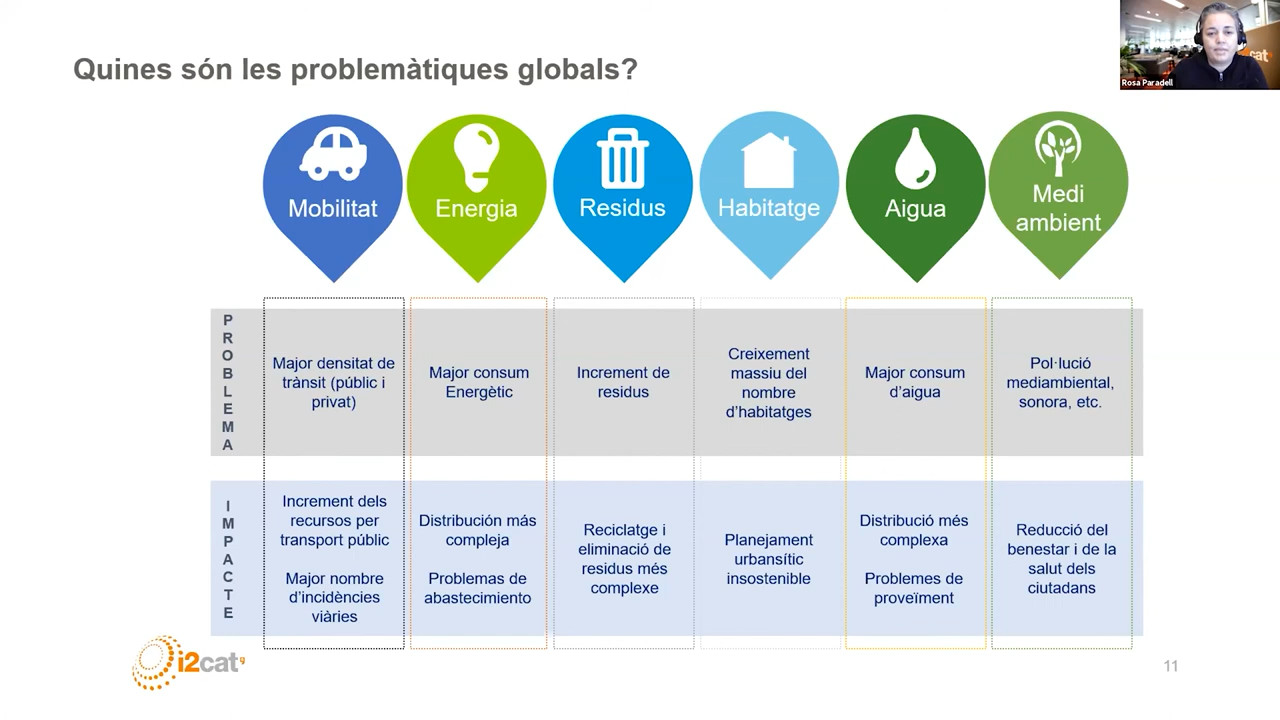 Quines són les problemàtiques globals?
Rosa Paradell
cat
Mobilitat
Energia
Residus
Habitatge
Aigua
Medi
ambient
PROBLEMA
Major densitat de
trànsit (públic i
privat)
Major consum
Energètic
Increment de
residus
Creixement
massiu del
nombre
d'habitatges
Major consum
d'aigua
Pol·lució
mediambiental,
sonora, etc.
IMPACTE
Increment dels
recursos per
transport públic
Major nombre
d'incidències
viàries
Distribución más
compleja
Problemas de
abastecimiento
Reciclatge i
eliminació de
residus més
complexe
Planejament
urbansític
insostenible
Distribució més
complexa
Problemes de
proveïment
Reducció del
benestar i de la
salut dels
ciutadans
i2cat
11